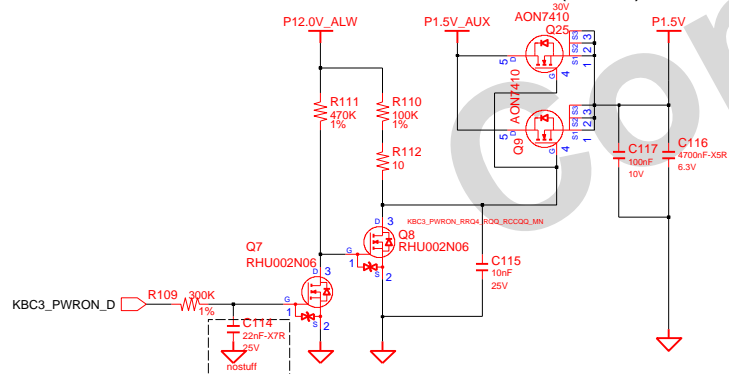 30V
P12.0V_ALW
P1.5V_AUX
AON7410
P1.5V
Q25
S3 3
S2 2
S1 1
5 D
G
4
R111
470K
1%
R110
100K
1%
AON7410
S3 3
S2 2
S1 1
5 D
G
4
Q9
R112
10
C117
100nF
10V
C116
4700nF-X5R
6.3V
KBC3_PWRON_RRQ4_RQQ_RCCQQ_MN
D 3
Q8
RHU002N06
G
1
S
2
Q7
RHU002N06
C115
10nF
25V
D 3
KBC3_PWRON_D
R109
300K
1%
G
1
S
2
C114
22nF-X7R
25V
nostuff